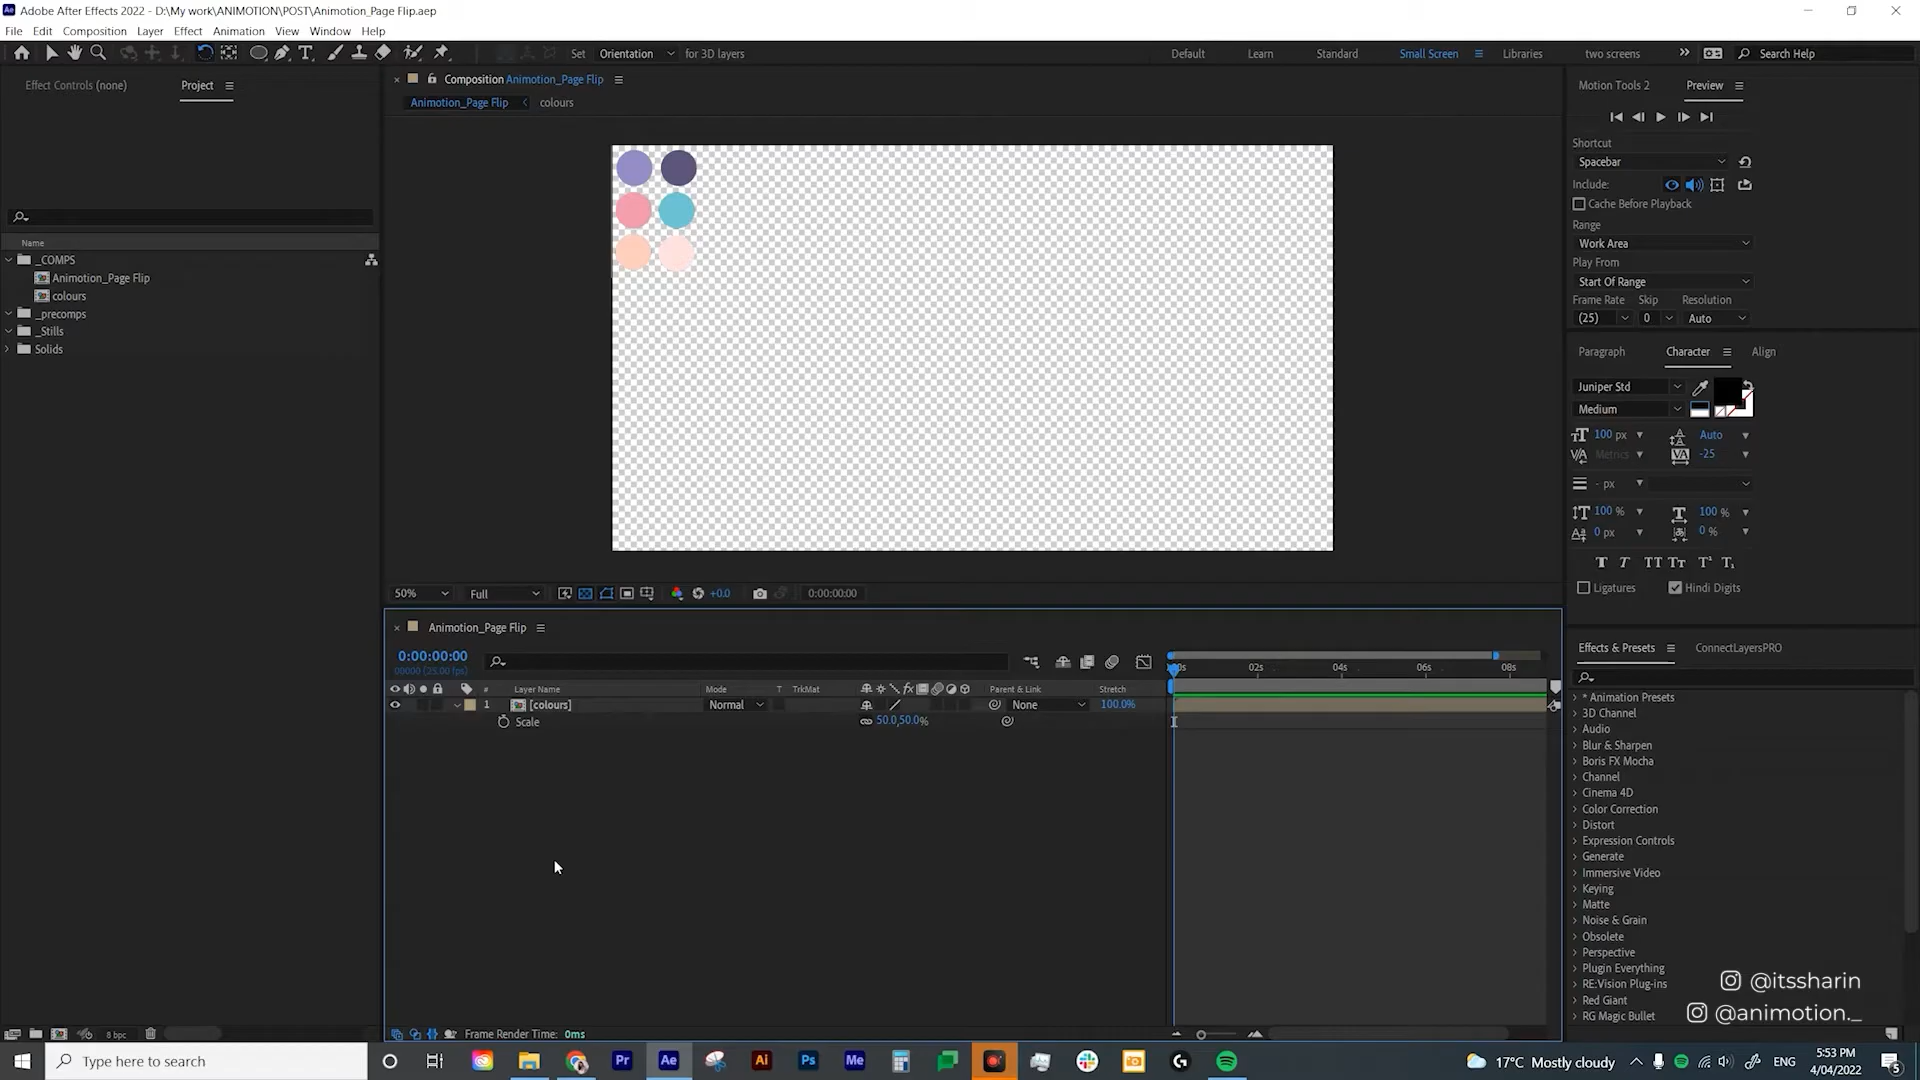 Adobe After Effects 2022 - D:\My work\ANIMOTION\POST\Animotion_Page Flip.aep
File Edit Composition Layer Effect Animation View Window Help
Set Orientation for 3D layers
Default Learn Standard Small Screen Libraries two screens Search Help
Effect Controls (none) Project
Composition Animotion_Page Flip
Animotion_Page Flip colours
Name
_COMPS
Animotion_Page Flip
colours
_precomps
_Stills
Solids
8 bpc
50% Full +0.0 0:00:00:00
Animotion_Page Flip
0:00:00:00
00000 (25.00 fps)
02s 04s 06s 08s
# Layer Name Mode T TrkMat Parent & Link Stretch
1 [colours] Normal None 100.0%
Scale 50.0,50.0%
Frame Render Time: 0ms
Motion Tools 2 Preview
Shortcut
Spacebar
Include:
Cache Before Playback
Range
Work Area
Play From
Start Of Range
Frame Rate Skip Resolution
(25) 0 Auto
Paragraph Character Align
Juniper Std
Medium
100 px Auto
Metrics -25
- px
100 % 100 %
0 px 0 %
Ligatures Hindi Digits
Effects & Presets ConnectLayersPRO
* Animation Presets
3D Channel
Audio
Blur & Sharpen
Boris FX Mocha
Channel
Cinema 4D
Color Correction
Distort
Expression Controls
Generate
Immersive Video
Keying
Matte
Noise & Grain
Obsolete
Perspective
Plugin Everything
RE:Vision Plug-ins
Red Giant
RG Magic Bullet
@itssharin
@animotion._
Type here to search
17°C Mostly cloudy ENG
5:53 PM
4/04/2022